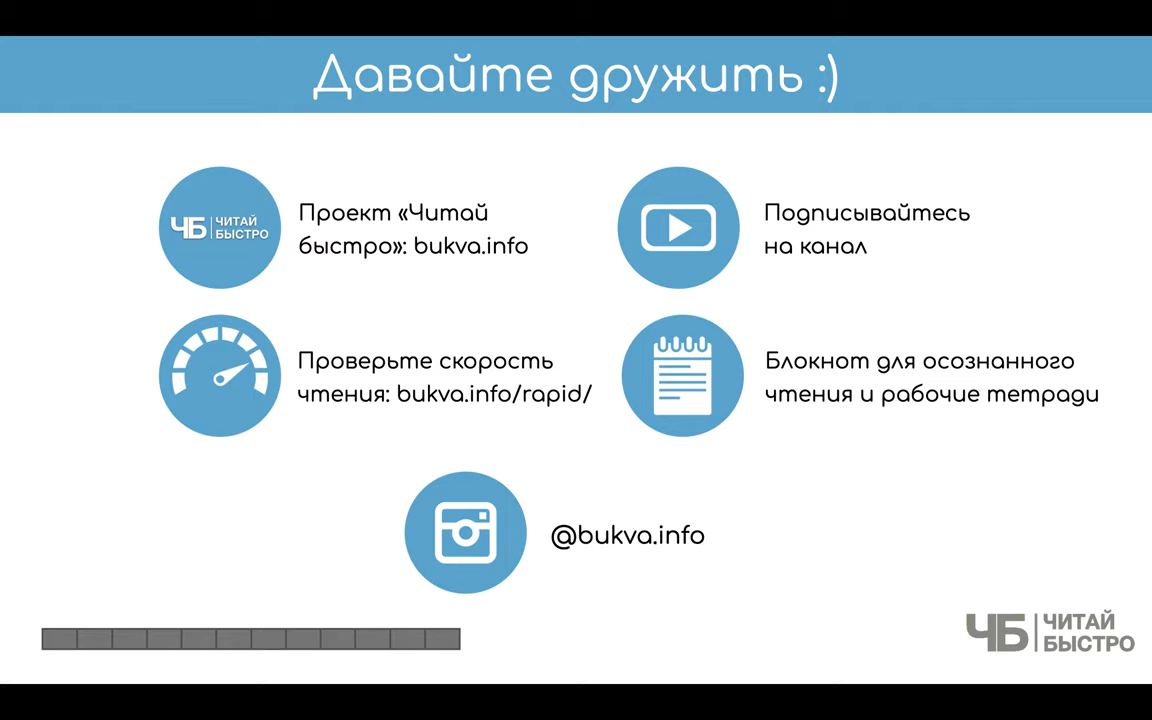 Давайте дружить :)
ЧБ ЧИТАЙ
БЫСТРО
Проект «Читай
быстро»: bukva.info
Подписывайтесь
на канал
Проверьте скорость
чтения: bukva.info/rapid/
Блокнот для осознанного
чтения и рабочие тетради
@bukva.info
ЧБ ЧИТАЙ
БЫСТРО